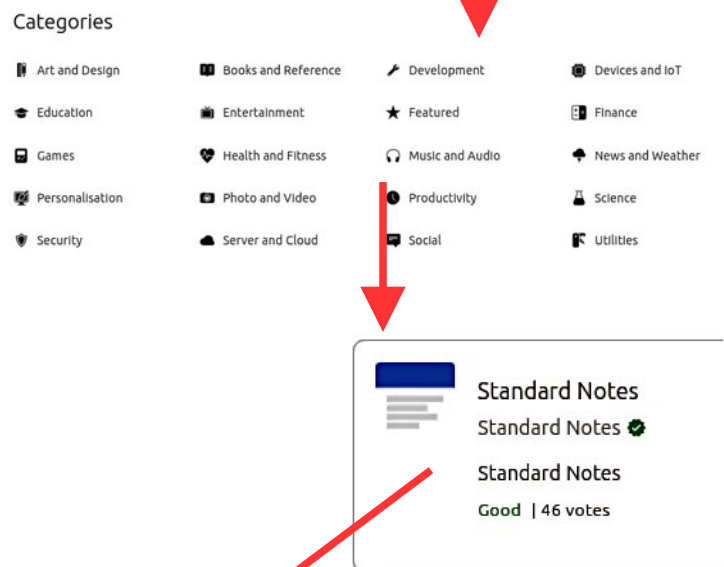 Categories
Art and Design Books and Reference Development Devices and IoT
Education Entertainment Featured Finance
Games Health and Fitness Music and Audio News and Weather
Personalisation Photo and Video Productivity Science
Security Server and Cloud Social Utilities
Standard Notes
Standard Notes
Standard Notes
Good | 46 votes